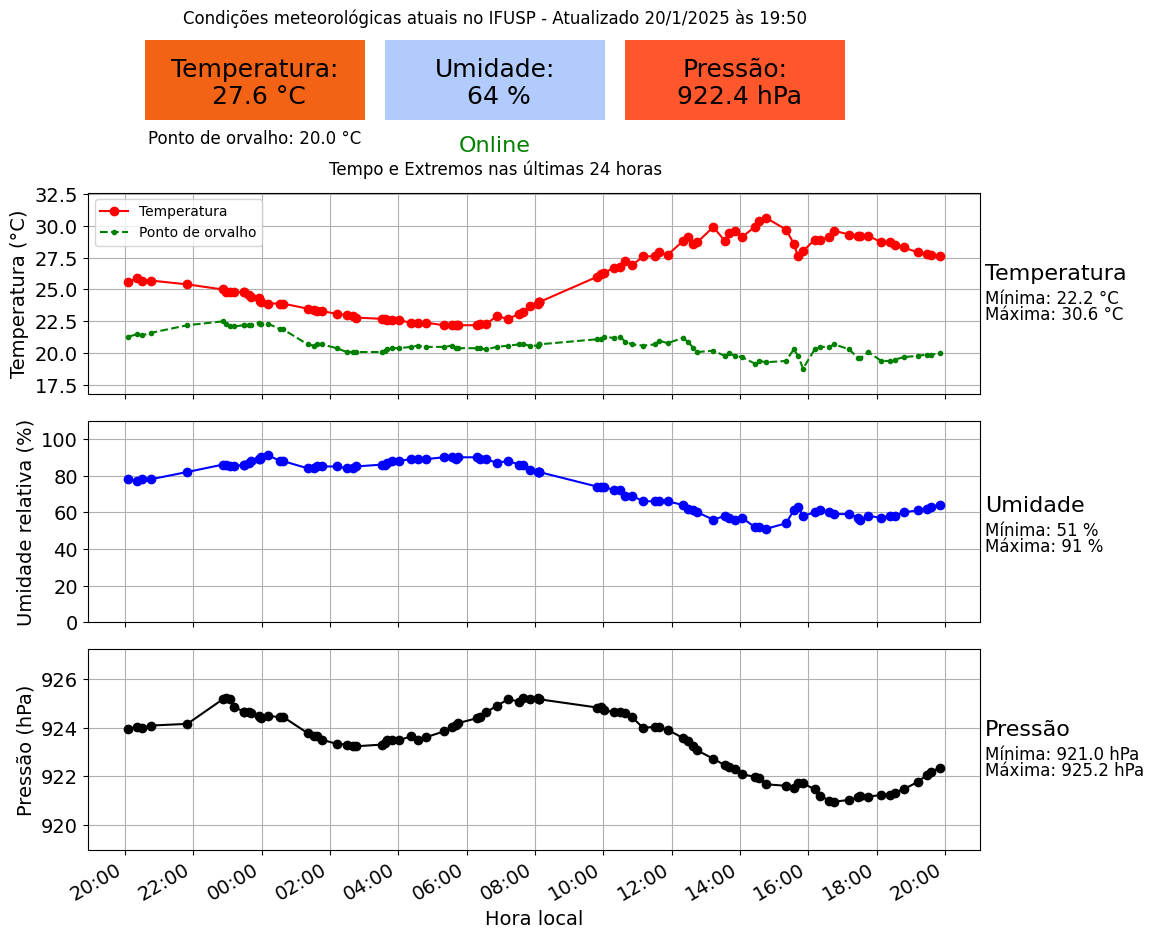 Condições meteorológicas atuais no IFUSP - Atualizado 20/1/2025 às 19:50
Temperatura:
27.6 °C
Umidade:
64 %
Pressão:
922.4 hPa
Ponto de orvalho: 20.0 °C
Online
Tempo e Extremos nas últimas 24 horas
Temperatura (°C)
32.5
30.0
27.5
25.0
22.5
20.0
17.5
Temperatura
Ponto de orvalho
Temperatura
Mínima: 22.2 °C
Máxima: 30.6 °C
Umidade relativa (%)
100
80
60
40
20
0
Umidade
Mínima: 51 %
Máxima: 91 %
Pressão (hPa)
926
924
922
920
Pressão
Mínima: 921.0 hPa
Máxima: 925.2 hPa
20:00 22:00 00:00 02:00 04:00 06:00 08:00 10:00 12:00 14:00 16:00 18:00 20:00
Hora local